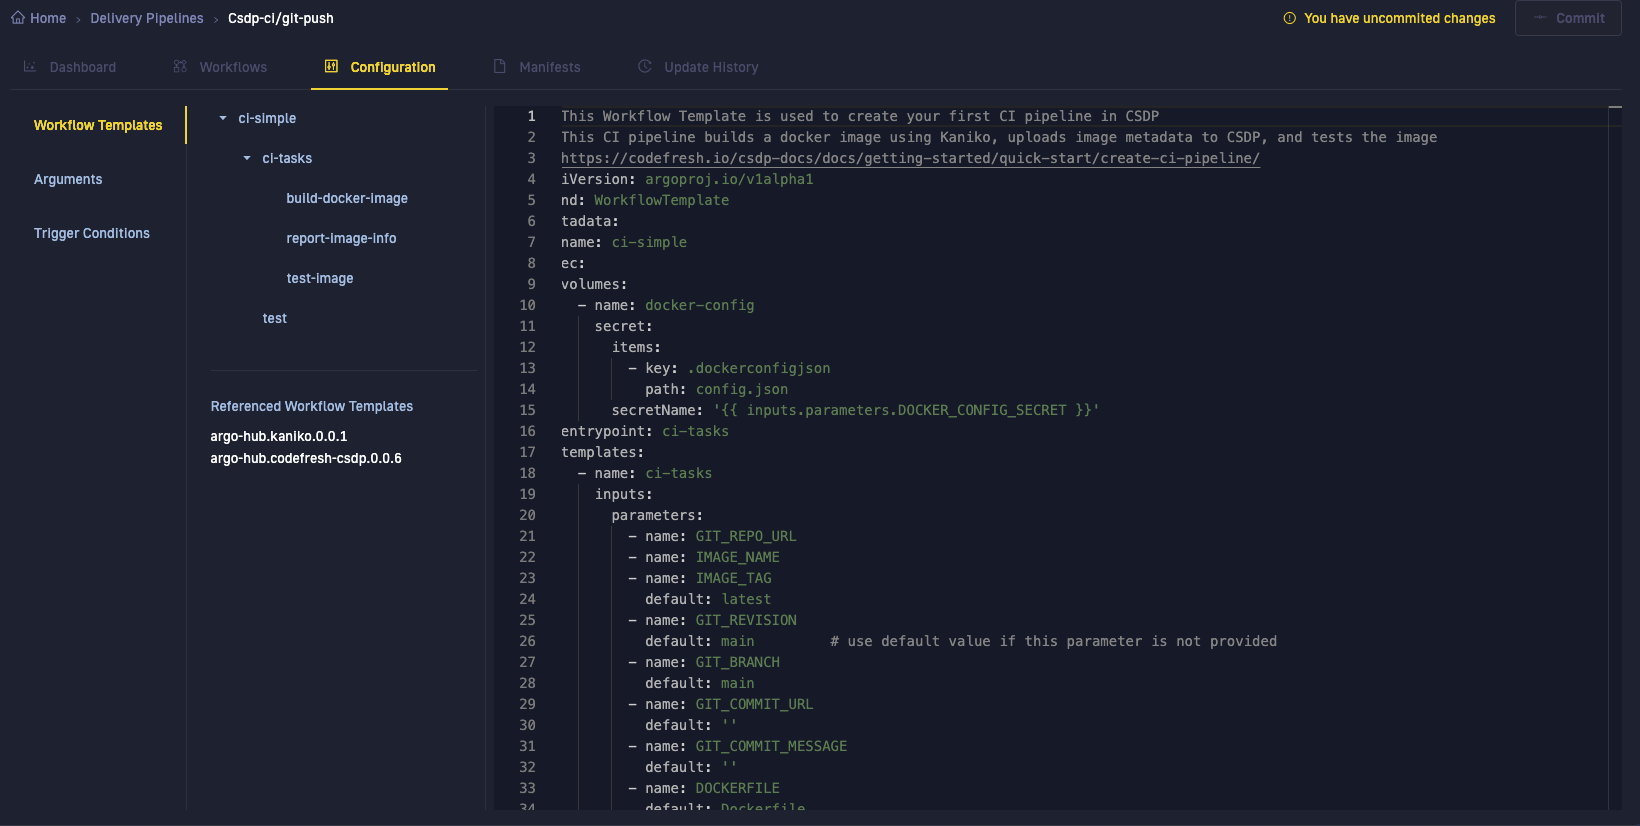 Home > Delivery Pipelines > Csdp-ci/git-push
You have uncommited changes
Commit
Dashboard
Workflows
Configuration
Manifests
Update History
Workflow Templates
Arguments
Trigger Conditions
ci-simple
ci-tasks
build-docker-image
report-image-info
test-image
test
Referenced Workflow Templates
argo-hub.kaniko.0.0.1
argo-hub.codefresh-csdp.0.0.6
1 This Workflow Template is used to create your first CI pipeline in CSDP
2 This CI pipeline builds a docker image using Kaniko, uploads image metadata to CSDP, and tests the image
3 https://codefresh.io/csdp-docs/docs/getting-started/quick-start/create-ci-pipeline/
4 iVersion: argoproj.io/v1alpha1
5 nd: WorkflowTemplate
6 tadata:
7 name: ci-simple
8 ec:
9 volumes:
10 - name: docker-config
11 secret:
12 items:
13 - key: .dockerconfigjson
14 path: config.json
15 secretName: '{{ inputs.parameters.DOCKER_CONFIG_SECRET }}'
16 entrypoint: ci-tasks
17 templates:
18 - name: ci-tasks
19 inputs:
20 parameters:
21 - name: GIT_REPO_URL
22 - name: IMAGE_NAME
23 - name: IMAGE_TAG
24 default: latest
25 - name: GIT_REVISION
26 default: main # use default value if this parameter is not provided
27 - name: GIT_BRANCH
28 default: main
29 - name: GIT_COMMIT_URL
30 default: ''
31 - name: GIT_COMMIT_MESSAGE
32 default: ''
33 - name: DOCKERFILE
34 default: Dockerfile